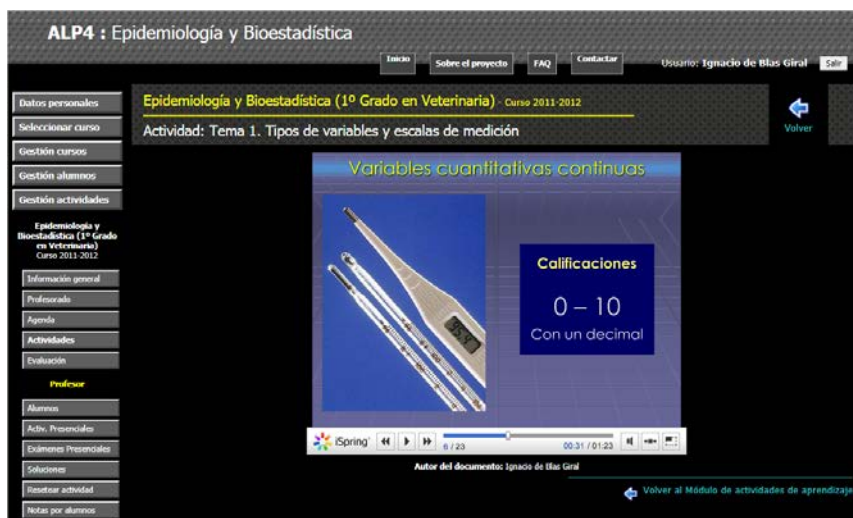 ALP4 : Epidemiología y Bioestadística
Inicio
Sobre el proyecto
FAQ
Contactar
Usuario: Ignacio de Blas Giral
Salir
Datos personales
Seleccionar curso
Gestión cursos
Gestión alumnos
Gestión actividades
Epidemiología y
Bioestadística (1º Grado
en Veterinaria)
Curso 2011-2012
Información general
Profesorado
Agenda
Actividades
Evaluación
Profesor
Alumnos
Activ. Presenciales
Exámenes Presenciales
Soluciones
Resetear actividad
Notas por alumnos
Epidemiología y Bioestadística (1º Grado en Veterinaria) - Curso 2011-2012
Actividad: Tema 1. Tipos de variables y escalas de medición
Volver
Variables cuantitativas continuas
95.4
Calificaciones
0 – 10
Con un decimal
iSpring
6 / 23
00:31 / 01:23
Autor del documento: Ignacio de Blas Giral
Volver al Módulo de actividades de aprendizaje